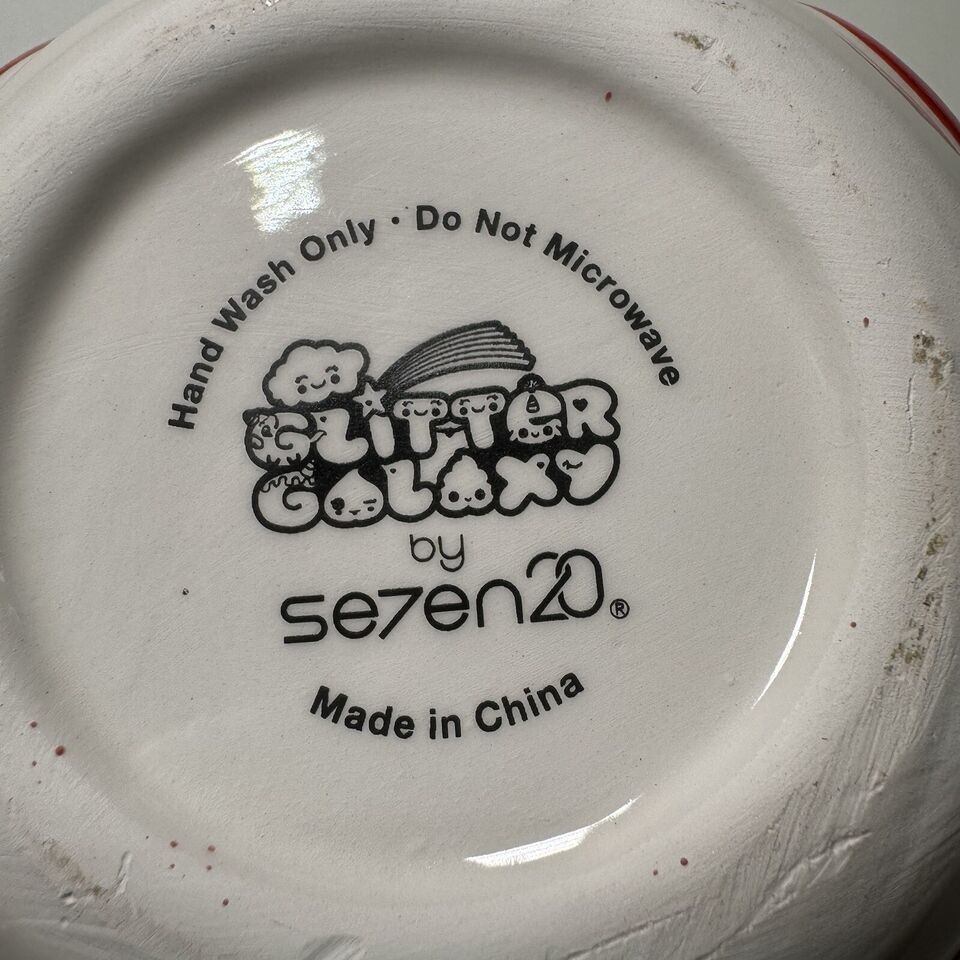 Hand Wash Only · Do Not Microwave
GLiTTeR
GALAXY
by
se7en20®
Made in China